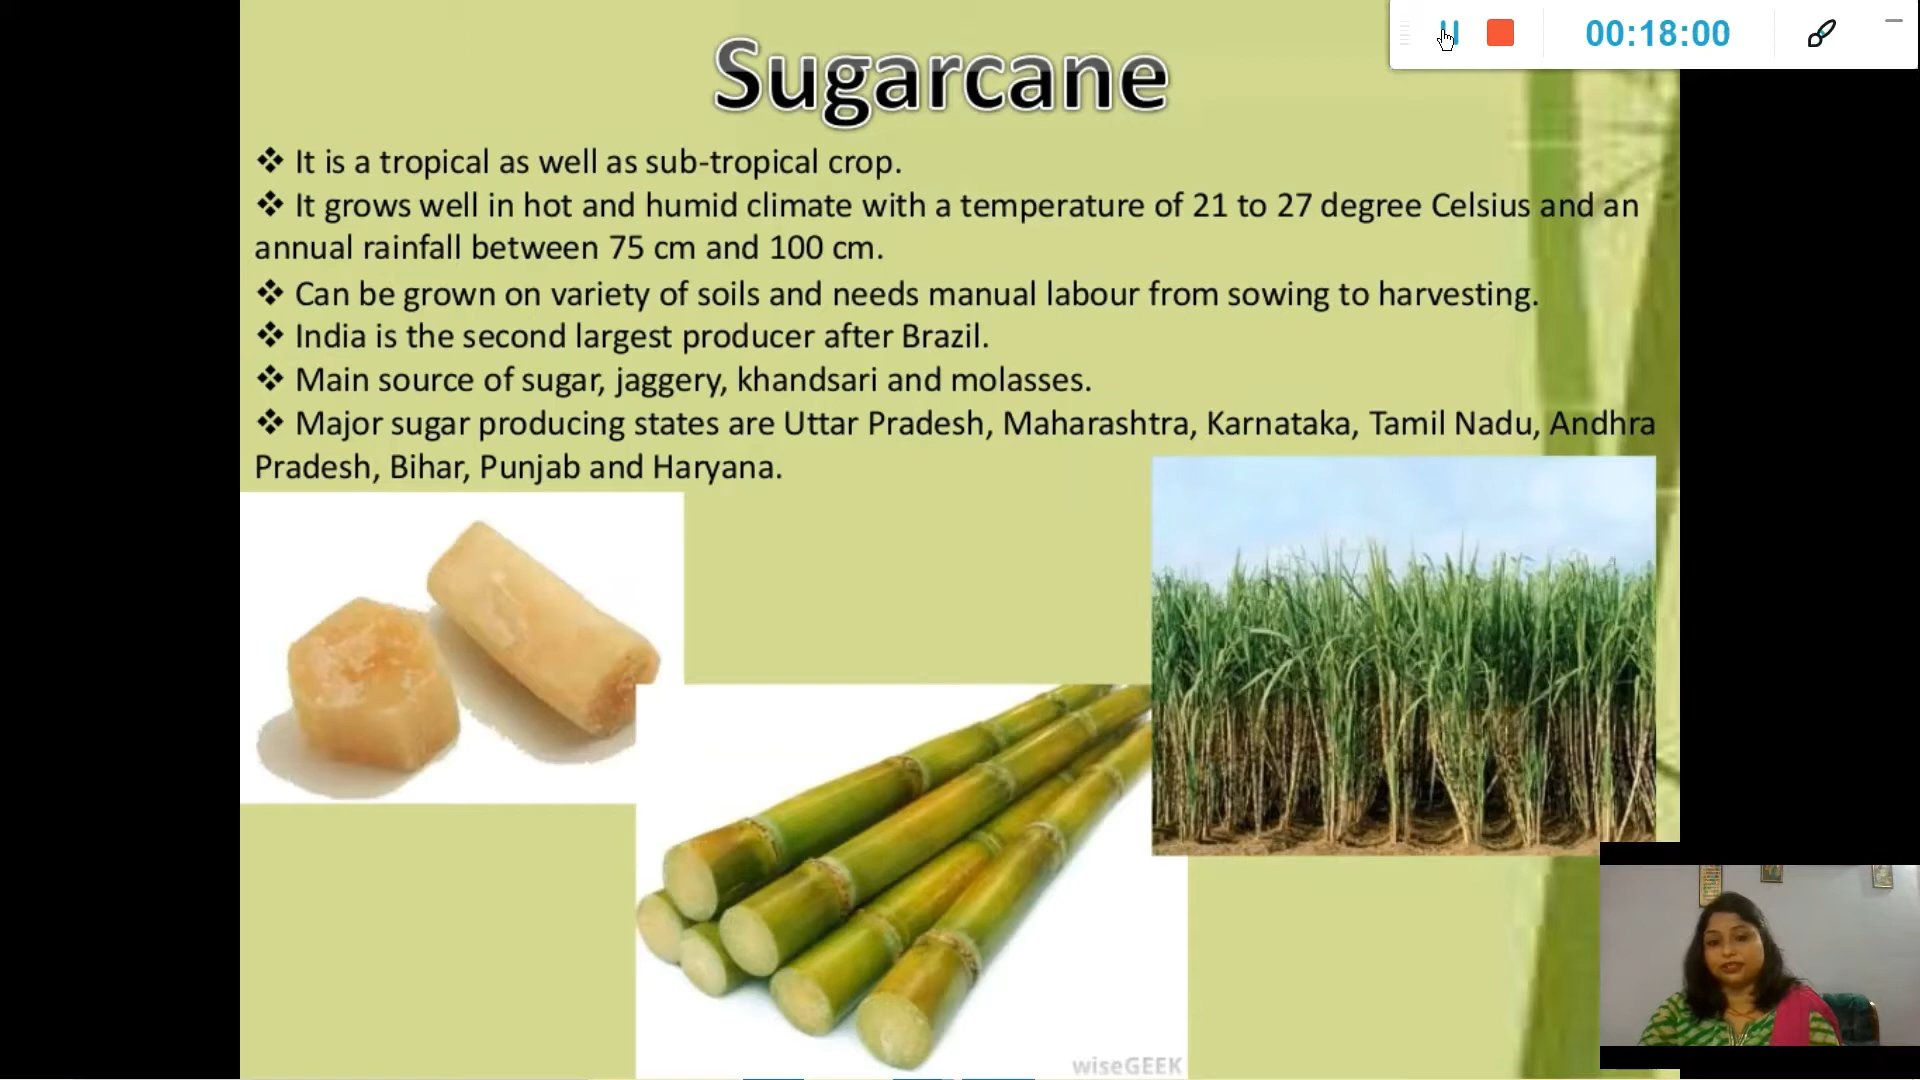 00:18:00
Sugarcane
❖ It is a tropical as well as sub-tropical crop.
❖ It grows well in hot and humid climate with a temperature of 21 to 27 degree Celsius and an
annual rainfall between 75 cm and 100 cm.
❖ Can be grown on variety of soils and needs manual labour from sowing to harvesting.
❖ India is the second largest producer after Brazil.
❖ Main source of sugar, jaggery, khandsari and molasses.
❖ Major sugar producing states are Uttar Pradesh, Maharashtra, Karnataka, Tamil Nadu, Andhra
Pradesh, Bihar, Punjab and Haryana.
wiseGEEK